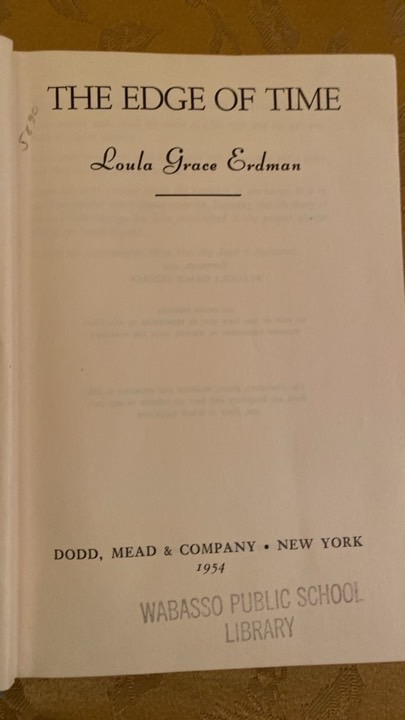 THE EDGE OF TIME
Loula Grace Erdman
DODD, MEAD & COMPANY • NEW YORK
1954
WABASSO PUBLIC SCHOOL
LIBRARY